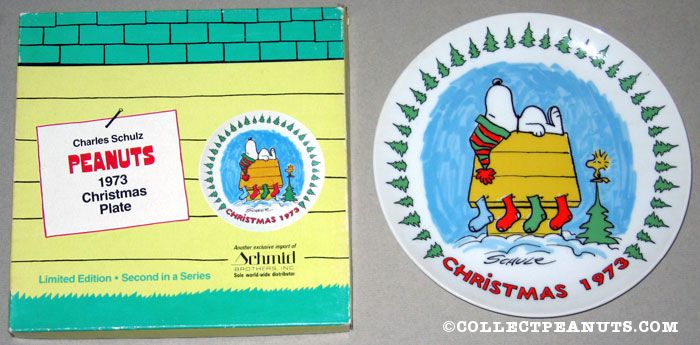 Charles Schulz
PEANUTS
1973
Christmas
Plate
CHRiSTMAS 1973
SCHULZ
Another exclusive import of
Schmid
BROTHERS, INC.
Sole world-wide distributor
Limited Edition • Second in a Series
SCHULZ
CHRiSTMAS 1973
©COLLECTPEANUTS.COM